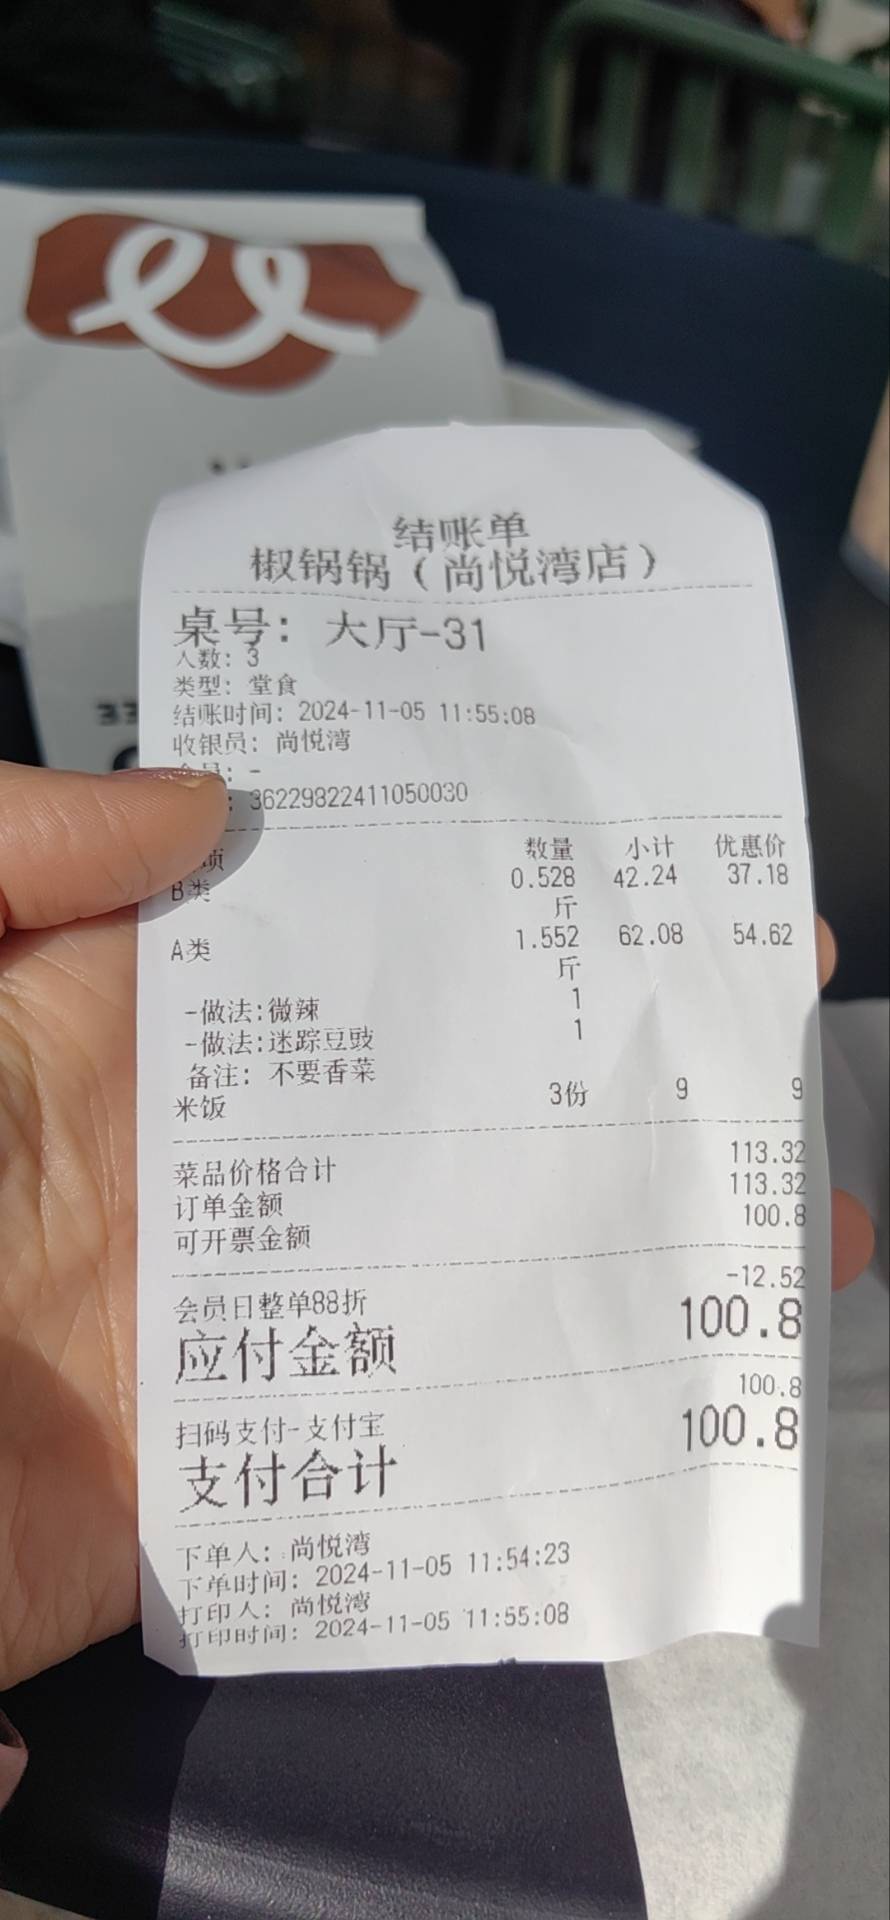 结账单
椒锅锅（尚悦湾店）
桌号：大厅-31
人数：3
类型：堂食
结账时间：2024-11-05 11:55:08
收银员：尚悦湾
员：-
：36229822411050030
项 数量 小计 优惠价
B类 0.528 42.24 37.18
斤
A类 1.552 62.08 54.62
斤
-做法:微辣 1
-做法:迷踪豆豉 1
备注：不要香菜
米饭 3份 9 9
菜品价格合计 113.32
订单金额 113.32
可开票金额 100.8
会员日整单88折 -12.52
应付金额 100.8
扫码支付-支付宝 100.8
支付合计 100.8
下单人：尚悦湾
下单时间：2024-11-05 11:54:23
打印人：尚悦湾
打印时间：2024-11-05 11:55:08